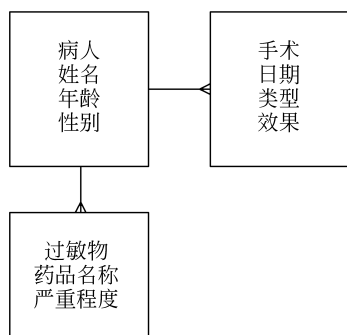 病人
姓名
年龄
性别
手术
日期
类型
效果
过敏物
药品名称
严重程度